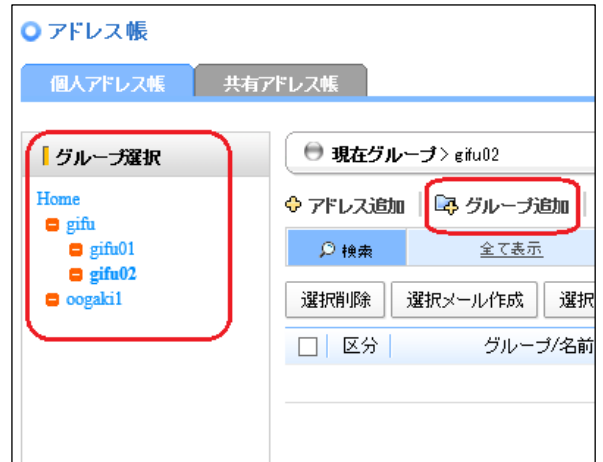 アドレス帳
個人アドレス帳 共有アドレス帳
グループ選択
Home
gifu
gifu01
gifu02
oogaki1
現在グループ > gifu02
アドレス追加 グループ追加
検索 全て表示
選択削除 選択メール作成 選択
区分 グループ/名前